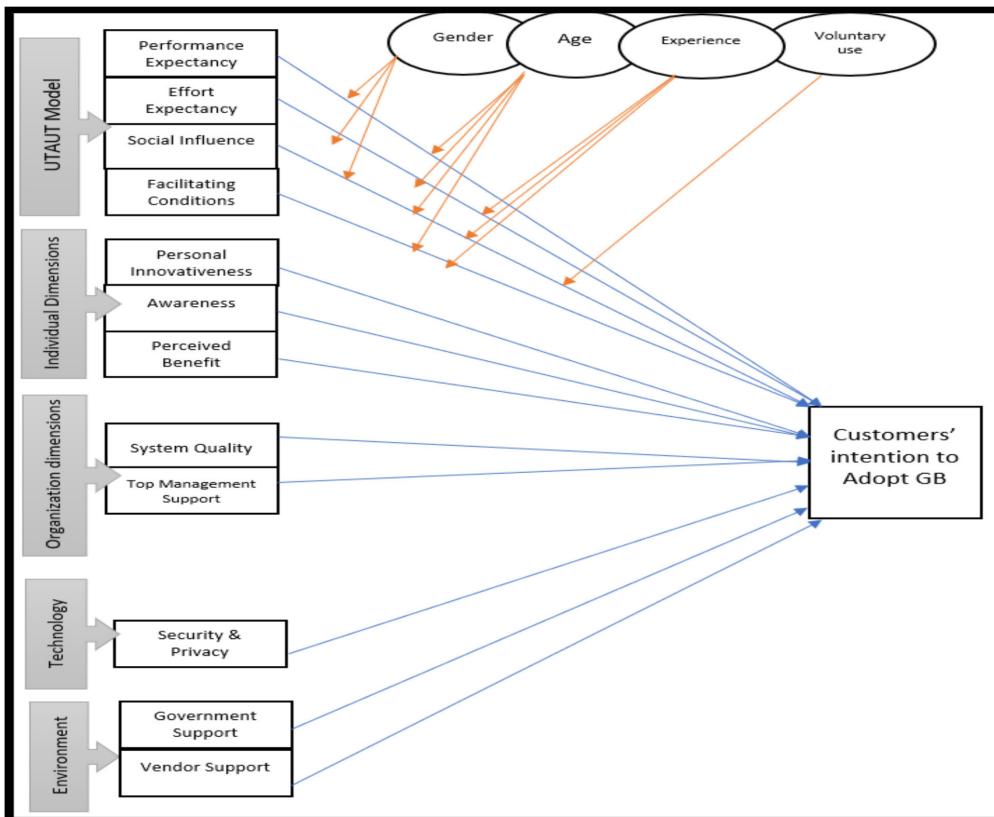 Gender
Age
Experience
Voluntary
use
UTAUT Model
Performance
Expectancy
Effort
Expectancy
Social Influence
Facilitating
Conditions
Individual Dimensions
Personal
Innovativeness
Awareness
Perceived
Benefit
Organization dimensions
System Quality
Top Management
Support
Technology
Security &
Privacy
Environment
Government
Support
Vendor Support
Customers'
intention to
Adopt GB